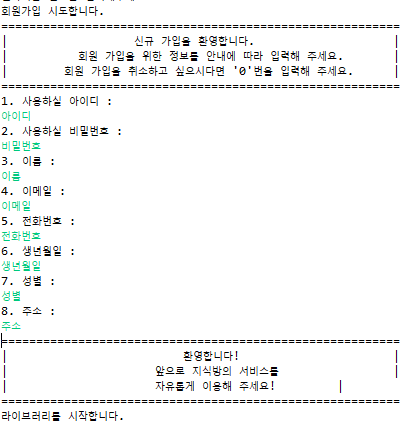 회원가입 시도합니다.
=========================================================
| 신규 가입을 환영합니다. |
| 회원 가입을 위한 정보를 안내에 따라 입력해 주세요. |
| 회원 가입을 취소하고 싶으시다면 '0'번을 입력해 주세요. |
=========================================================
1. 사용하실 아이디 :
아이디
2. 사용하실 비밀번호 :
비밀번호
3. 이름 :
이름
4. 이메일 :
이메일
5. 전화번호 :
전화번호
6. 생년월일 :
생년월일
7. 성별 :
성별
8. 주소 :
주소
=========================================================
| 환영합니다! |
| 앞으로 지식방의 서비스를 |
| 자유롭게 이용해 주세요! |
=========================================================
라이브러리를 시작합니다.